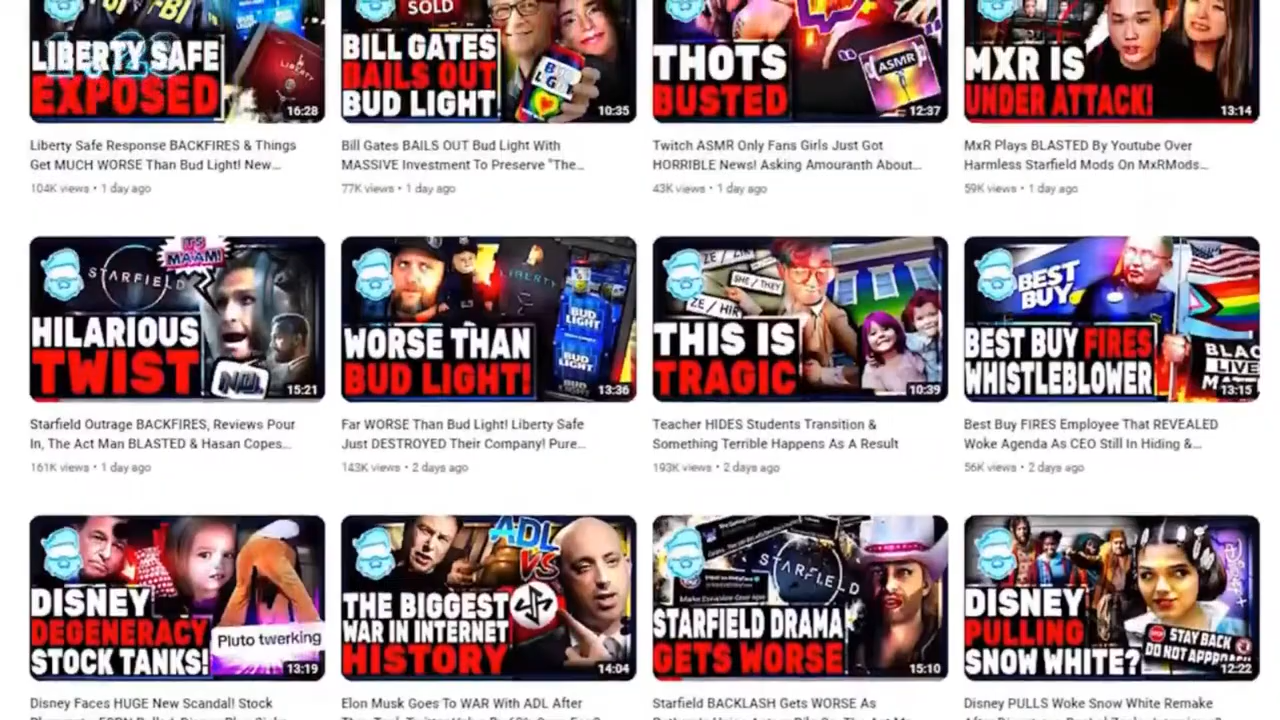 FBI
FBI
LIBERTY SAFE
EXPOSED
LIBERTY
16:28
SOLD
BILL GATES
BAILS OUT
BUD LIGHT
10:35
THOTS
BUSTED
ASMR
12:37
MXR IS
UNDER ATTACK!
13:14
Liberty Safe Response BACKFIRES & Things
Get MUCH WORSE Than Bud Light! New...
104K views • 1 day ago
Bill Gates BAILS OUT Bud Light With
MASSIVE Investment To Preserve "The...
77K views • 1 day ago
Twitch ASMR Only Fans Girls Just Got
HORRIBLE News! Asking Amouranth About...
43K views • 1 day ago
MxR Plays BLASTED By Youtube Over
Harmless Starfield Mods On MxRMods...
59K views • 1 day ago
IT'S
MAAM!
STARFIELD
HILARIOUS
TWIST
NO.
15:21
LIBERTY
BUD
LIGHT
BUD
LIGHT
WORSE THAN
BUD LIGHT!
13:36
SHE / THEY
ZE / HIR
THIS IS
TRAGIC
10:39
BEST
BUY
BEST BUY FIRES
WHISTLEBLOWER
13:15
Starfield Outrage BACKFIRES, Reviews Pour
In, The Act Man BLASTED & Hasan Copes...
161K views • 1 day ago
Far WORSE Than Bud Light! Liberty Safe
Just DESTROYED Their Company! Pure...
143K views • 2 days ago
Teacher HIDES Students Transition &
Something Terrible Happens As A Result
193K views • 2 days ago
Best Buy FIRES Employee That REVEALED
Woke Agenda As CEO Still In Hiding &...
56K views • 2 days ago
DISNEY
DEGENERACY
STOCK TANKS!
Pluto twerking
13:19
ADL
VS
THE BIGGEST
WAR IN INTERNET
HISTORY
14:04
STARFIELD
STARFIELD DRAMA
GETS WORSE
15:10
DISNEY
PULLING
SNOW WHITE?
STOP
STAY BACK
DO NOT APPROACH
12:22
Disney Faces HUGE New Scandal! Stock
Elon Musk Goes To WAR With ADL After
Starfield BACKLASH Gets WORSE As
Disney PULLS Woke Snow White Remake